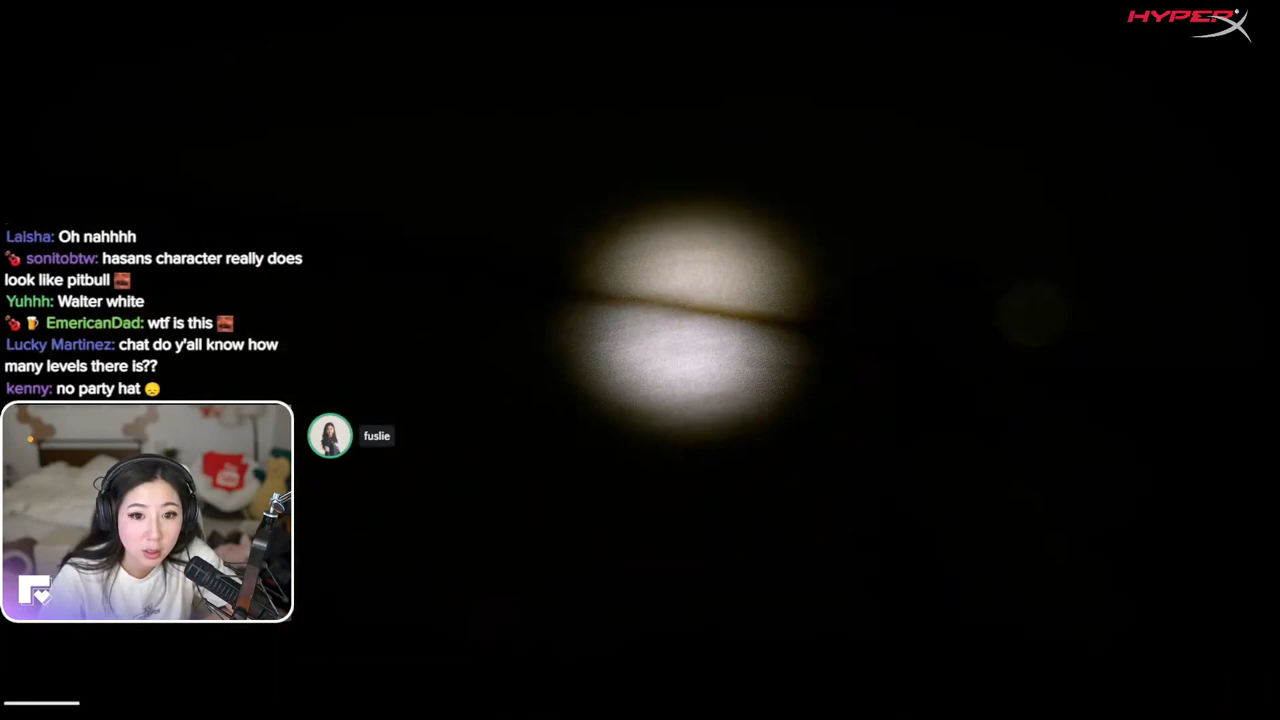 HYPERX
Laisha: Oh nahhhh
sonitobtw: hasans character really does
look like pitbull
Yuhhh: Walter white
EmericanDad: wtf is this
Lucky Martinez: chat do y'all know how
many levels there is??
kenny: no party hat
fuslie